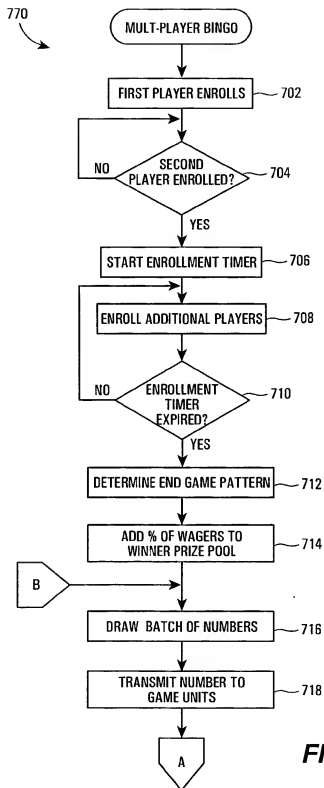 770
MULT-PLAYER BINGO
FIRST PLAYER ENROLLS
702
SECOND
PLAYER ENROLLED?
704
NO
YES
START ENROLLMENT TIMER
706
ENROLL ADDITIONAL PLAYERS
708
ENROLLMENT
TIMER
EXPIRED?
710
NO
YES
DETERMINE END GAME PATTERN
712
ADD % OF WAGERS TO
WINNER PRIZE POOL
714
B
DRAW BATCH OF NUMBERS
716
TRANSMIT NUMBER TO
GAME UNITS
718
A